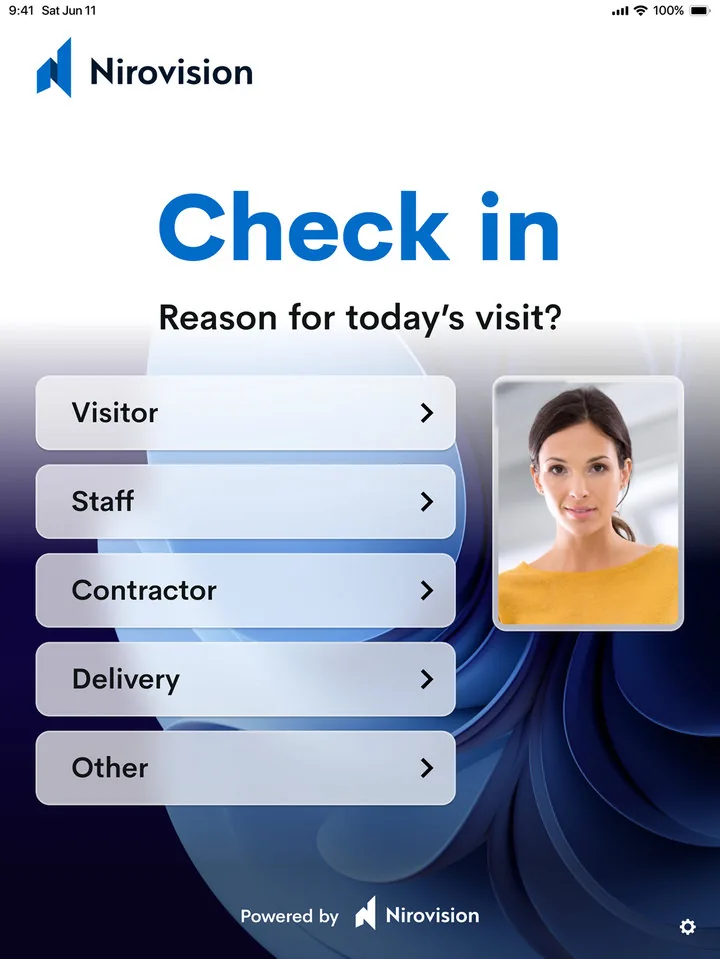 9:41 Sat Jun 11 100%
Nirovision
Check in
Reason for today’s visit?
Visitor
Staff
Contractor
Delivery
Other
Powered by Nirovision